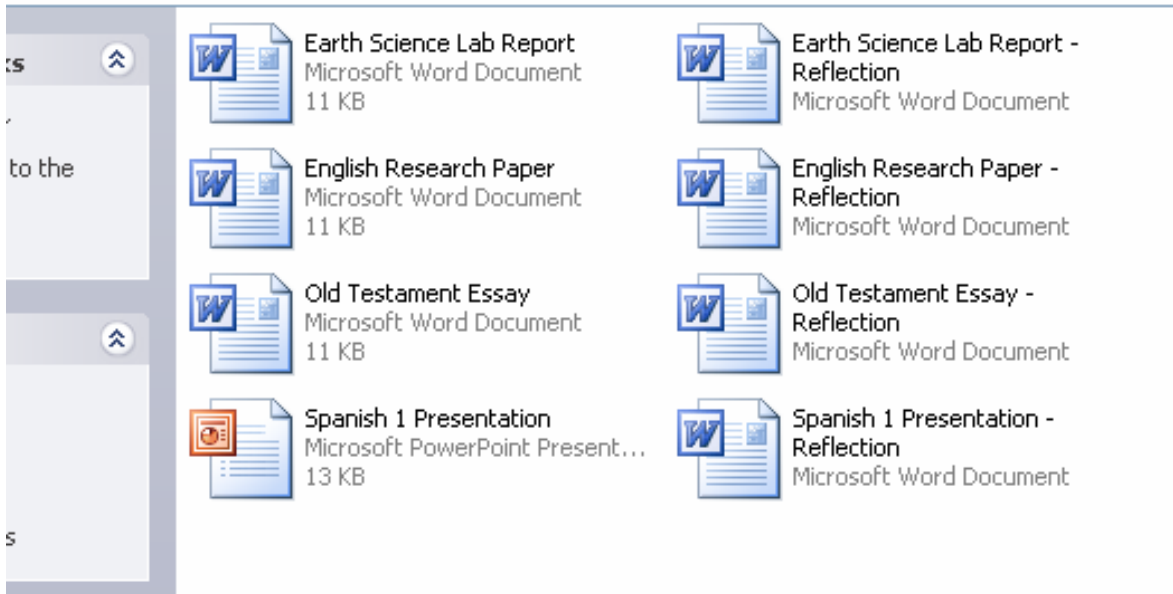 ks
to the
s
Earth Science Lab Report
Microsoft Word Document
11 KB
Earth Science Lab Report -
Reflection
Microsoft Word Document
English Research Paper
Microsoft Word Document
11 KB
English Research Paper -
Reflection
Microsoft Word Document
Old Testament Essay
Microsoft Word Document
11 KB
Old Testament Essay -
Reflection
Microsoft Word Document
Spanish 1 Presentation
Microsoft PowerPoint Present...
13 KB
Spanish 1 Presentation -
Reflection
Microsoft Word Document